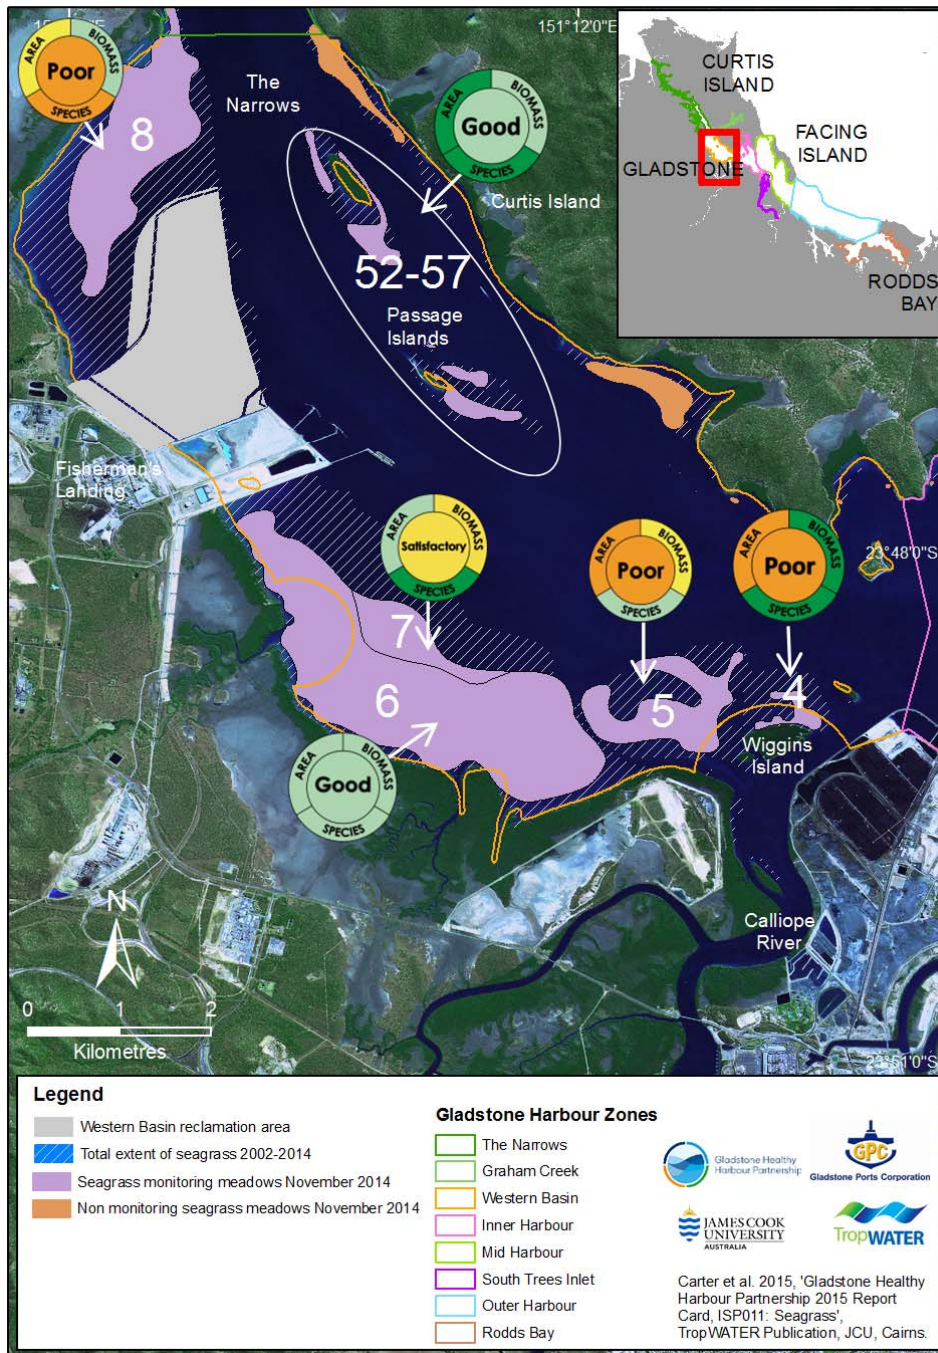 151°12'0"E
AREA
BIOMASS
Poor
SPECIES
8
The
Narrows
AREA
BIOMASS
Good
SPECIES
Curtis Island
52-57
Passage
Islands
CURTIS
ISLAND
FACING
ISLAND
GLADSTONE
RODDS
BAY
Fisherman's
Landing
AREA
BIOMASS
Satisfactory
SPECIES
7
AREA
BIOMASS
Poor
SPECIES
5
AREA
BIOMASS
Poor
SPECIES
4
23°48'0"S
6
AREA
BIOMASS
Good
SPECIES
Wiggins
Island
Calliope
River
N
0 1 2
Kilometres
23°51'0"S
Legend
Western Basin reclamation area
Total extent of seagrass 2002-2014
Seagrass monitoring meadows November 2014
Non monitoring seagrass meadows November 2014
Gladstone Harbour Zones
The Narrows
Graham Creek
Western Basin
Inner Harbour
Mid Harbour
South Trees Inlet
Outer Harbour
Rodds Bay
Gladstone Healthy
Harbour Partnership
GPC
Gladstone Ports Corporation
JAMES COOK
UNIVERSITY
AUSTRALIA
TropWATER
Carter et al. 2015, 'Gladstone Healthy
Harbour Partnership 2015 Report
Card, ISP011: Seagrass',
TropWATER Publication, JCU, Cairns.